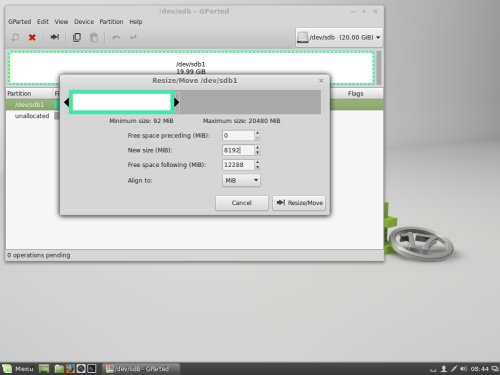 /dev/sdb - GParted
GParted Edit View Device Partition Help
/dev/sdb (20.00 GiB)
/dev/sdb1
19.99 GiB
Partition Flags
/dev/sdb1
unallocated
Resize/Move /dev/sdb1
Minimum size: 92 MiB Maximum size: 20480 MiB
Free space preceding (MiB): 0
New size (MiB): 8192
Free space following (MiB): 12288
Align to: MiB
Cancel Resize/Move
0 operations pending
17
Menu /dev/sdb - GParted 08:44